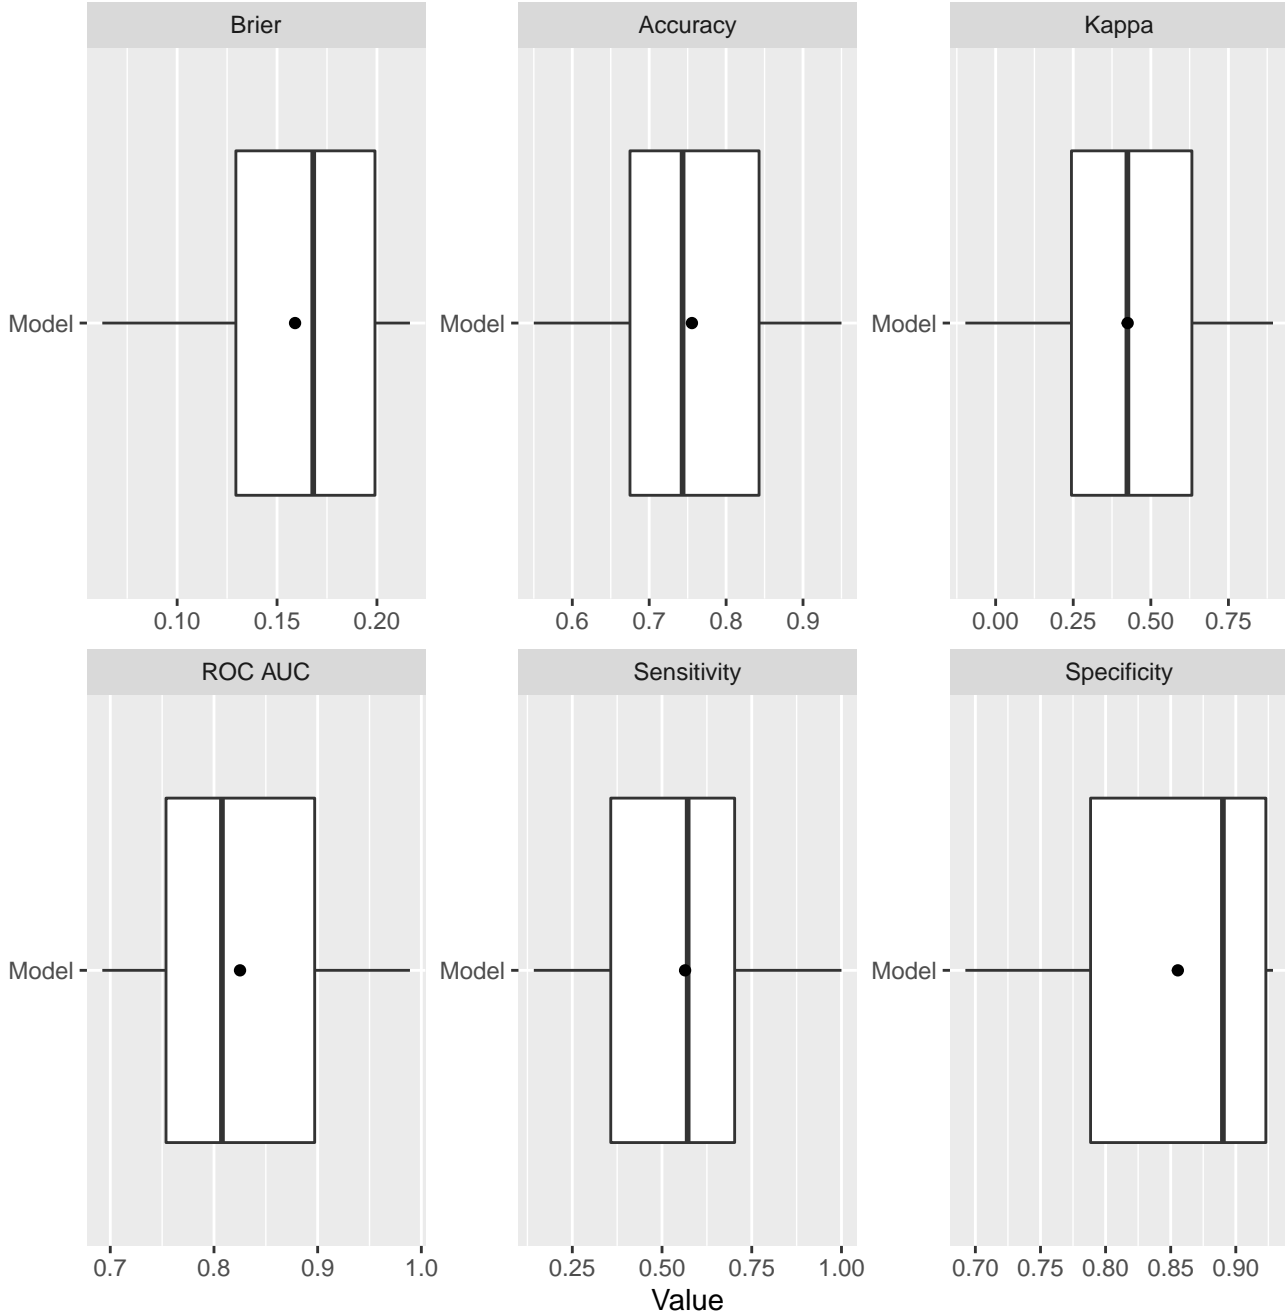 Brier
Accuracy
Kappa
Model
Model
Model
0.10 0.15 0.20
0.6 0.7 0.8 0.9
0.00 0.25 0.50 0.75
ROC AUC
Sensitivity
Specificity
Model
Model
Model
0.7 0.8 0.9 1.0
0.25 0.50 0.75 1.00
0.70 0.75 0.80 0.85 0.90
Value